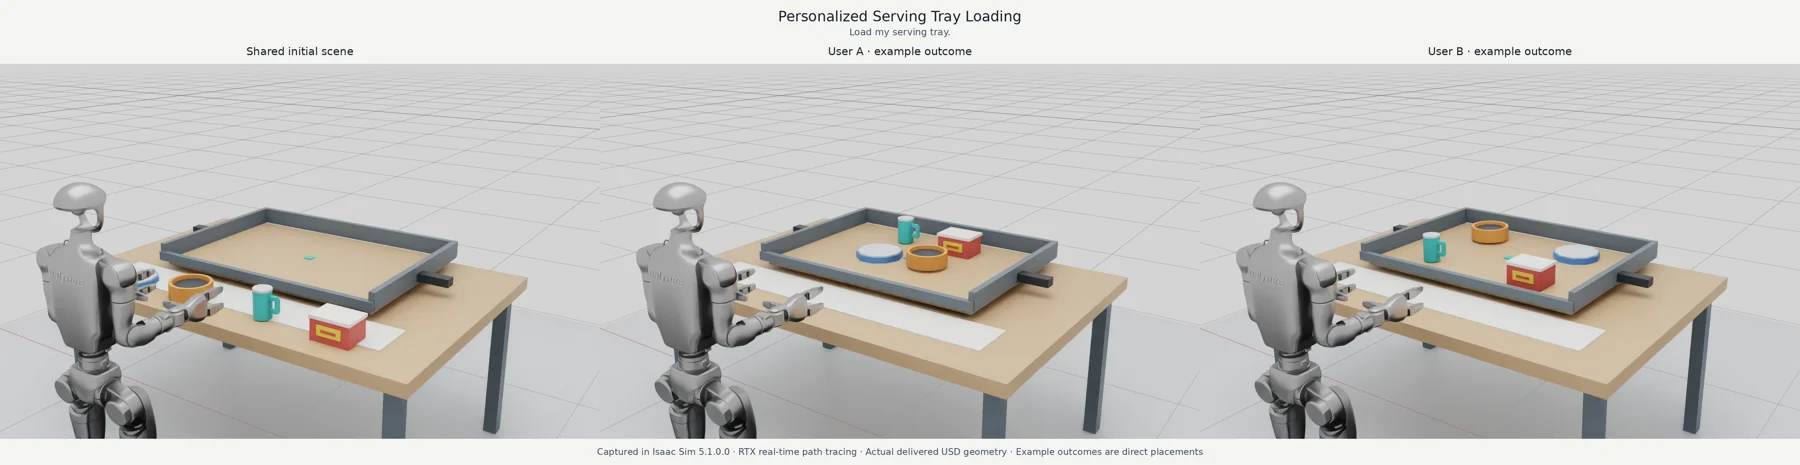 Personalized Serving Tray Loading
Load my serving tray.
Shared initial scene
User A · example outcome
User B · example outcome
Captured in Isaac Sim 5.1.0.0 · RTX real-time path tracing · Actual delivered USD geometry · Example outcomes are direct placements